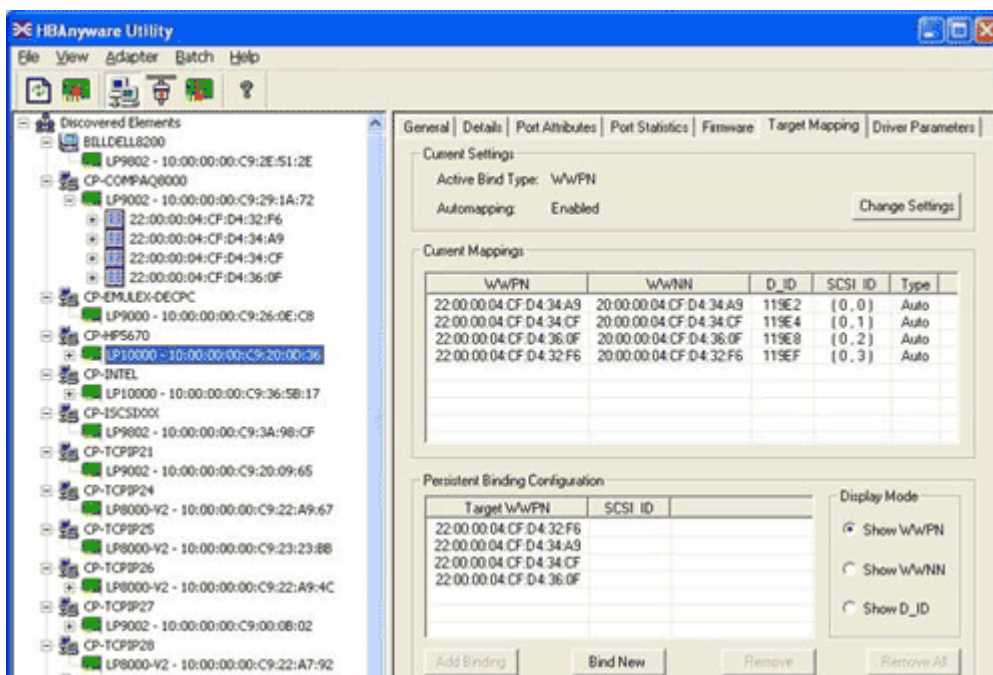 HBAnyware Utility
File View Adapter Batch Help
Discovered Elements
BILLDELL8200
LP9802 - 10:00:00:00:C9:2E:51:2E
CP-COMPAQ8000
LP9002 - 10:00:00:00:C9:29:1A:72
22:00:00:04:CF:D4:32:F6
22:00:00:04:CF:D4:34:A9
22:00:00:04:CF:D4:34:CF
22:00:00:04:CF:D4:36:0F
CP-EMULEX-DECPC
LP9000 - 10:00:00:00:C9:26:0E:C8
CP-HP5670
LP10000 - 10:00:00:00:C9:20:0D:36
CP-INTEL
LP10000 - 10:00:00:00:C9:36:5B:17
CP-ISCSIXXX
LP9802 - 10:00:00:00:C9:3A:98:CF
CP-TCPIP21
LP9002 - 10:00:00:00:C9:20:09:65
CP-TCPIP24
LP8000-V2 - 10:00:00:00:C9:22:A9:67
CP-TCPIP25
LP8000-V2 - 10:00:00:00:C9:23:23:BB
CP-TCPIP26
LP8000-V2 - 10:00:00:00:C9:22:A9:4C
CP-TCPIP27
LP9002 - 10:00:00:00:C9:00:0B:02
CP-TCPIP28
LP8000-V2 - 10:00:00:00:C9:22:A7:92
General Details Port Attributes Port Statistics Firmware Target Mapping Driver Parameters
Current Settings
Active Bind Type: WWPN
Automapping: Enabled
Change Settings
Current Mappings
WWPN WWNN D_ID SCSI ID Type
22:00:00:04:CF:D4:34:A9 20:00:00:04:CF:D4:34:A9 119E2 (0,0) Auto
22:00:00:04:CF:D4:34:CF 20:00:00:04:CF:D4:34:CF 119E4 (0,1) Auto
22:00:00:04:CF:D4:36:0F 20:00:00:04:CF:D4:36:0F 119E8 (0,2) Auto
22:00:00:04:CF:D4:32:F6 20:00:00:04:CF:D4:32:F6 119EF (0,3) Auto
Persistent Binding Configuration
Target WWPN SCSI ID
22:00:00:04:CF:D4:32:F6
22:00:00:04:CF:D4:34:A9
22:00:00:04:CF:D4:34:CF
22:00:00:04:CF:D4:36:0F
Display Mode
Show WWPN
Show WWNN
Show D_ID
Add Binding Bind New Remove Remove All